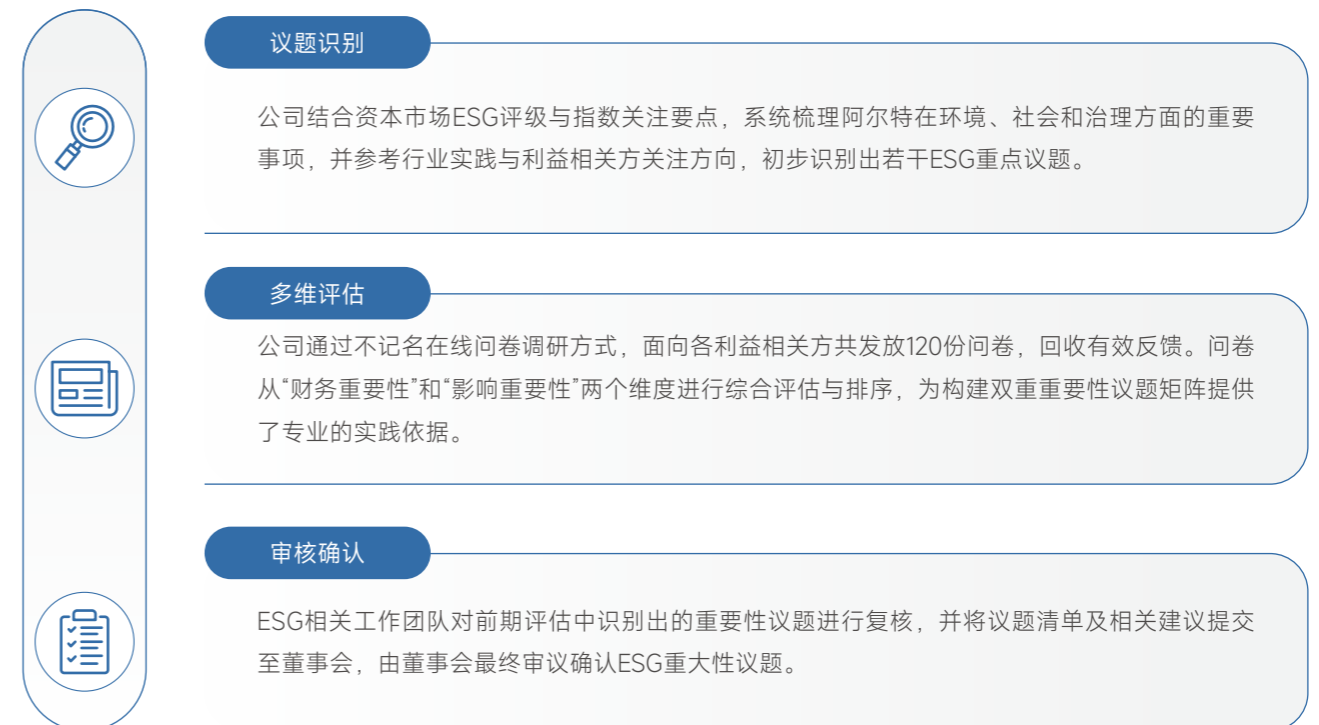 议题识别
公司结合资本市场ESG评级与指数关注要点，系统梳理阿尔特在环境、社会和治理方面的重要
事项，并参考行业实践与利益相关方关注方向，初步识别出若干ESG重点议题。
多维评估
公司通过不记名在线问卷调研方式，面向各利益相关方共发放120份问卷，回收有效反馈。问卷
从“财务重要性”和“影响重要性”两个维度进行综合评估与排序，为构建双重重要性议题矩阵提供
了专业的实践依据。
审核确认
ESG相关工作团队对前期评估中识别出的重要性议题进行复核，并将议题清单及相关建议提交
至董事会，由董事会最终审议确认ESG重大性议题。